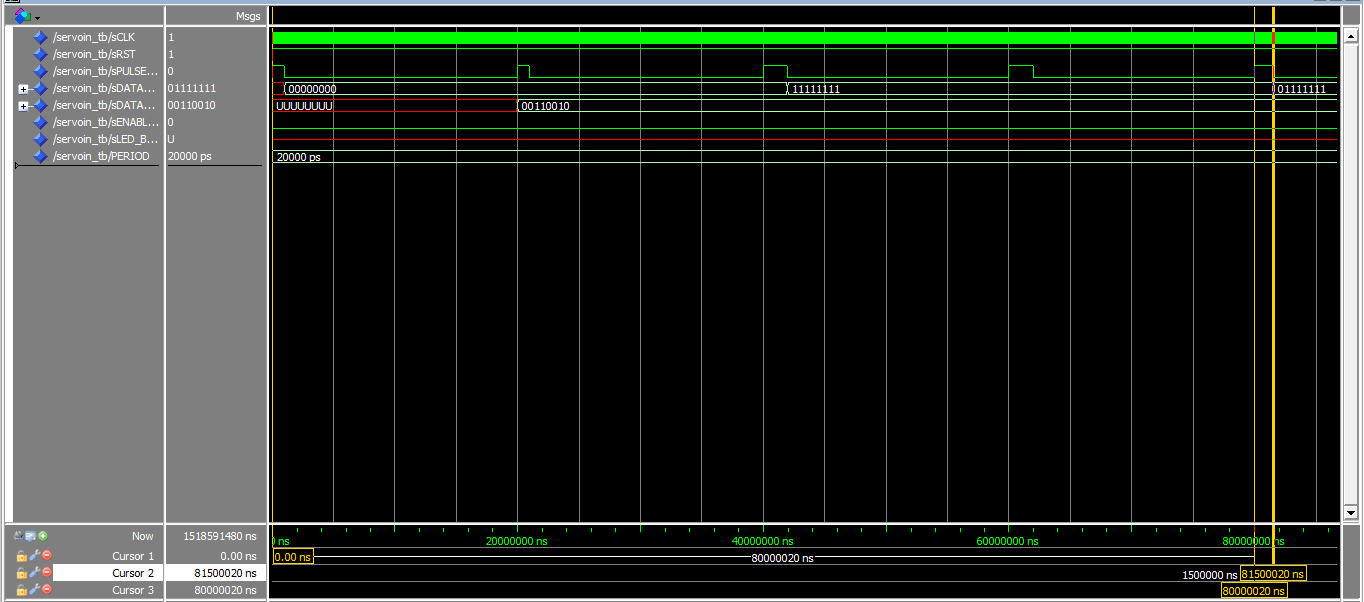 Msgs
/servoin_tb/sCLK 1
/servoin_tb/sRST 1
/servoin_tb/sPULSE... 0
/servoin_tb/sDATA... 01111111 00000000 11111111 01111111
/servoin_tb/sDATA... 00110010 UUUUUUUU 00110010
/servoin_tb/sENABL... 0
/servoin_tb/sLED_B... U
/servoin_tb/PERIOD 20000 ps 20000 ps
Now 1518591480 ns 0 ns 20000000 ns 40000000 ns 60000000 ns 80000000 ns
Cursor 1 0.00 ns 0.00 ns 80000020 ns
Cursor 2 81500020 ns 1500000 ns 81500020 ns
Cursor 3 80000020 ns 80000020 ns